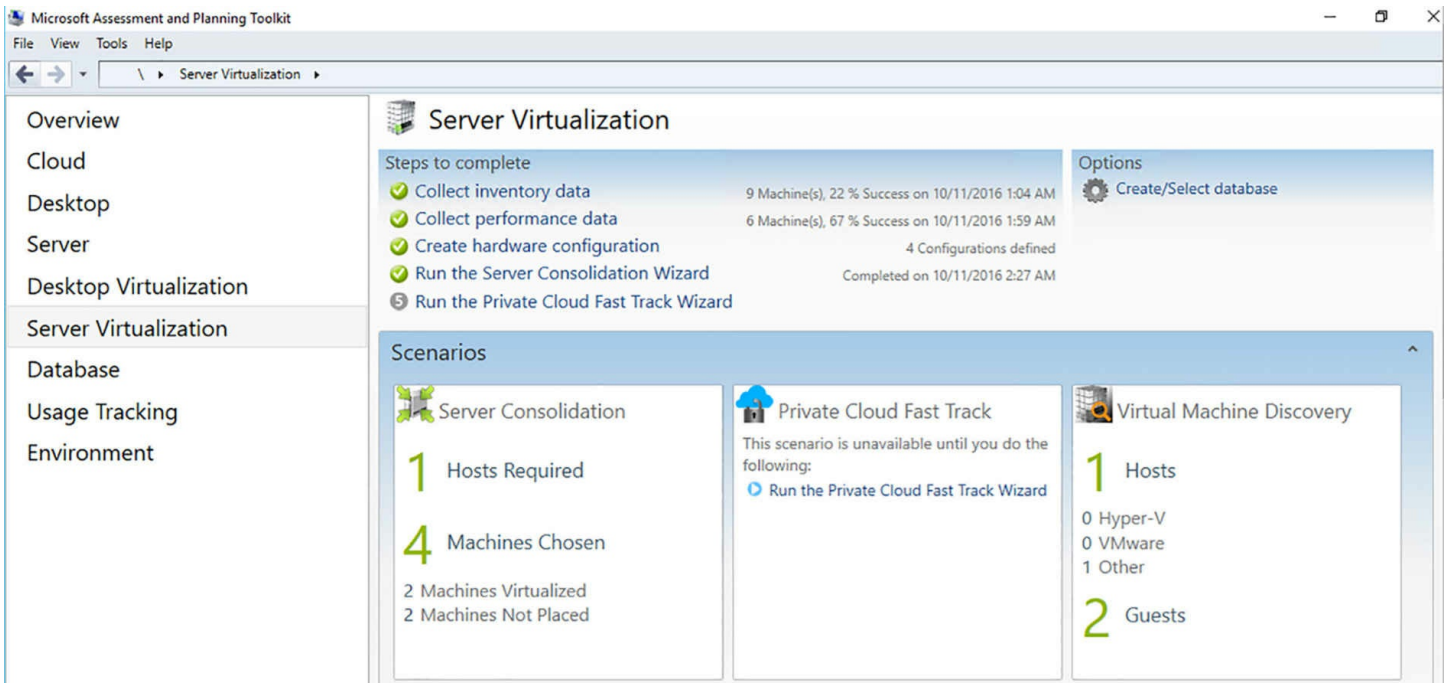 Microsoft Assessment and Planning Toolkit
File View Tools Help
\ Server Virtualization
Overview
Cloud
Desktop
Server
Desktop Virtualization
Server Virtualization
Database
Usage Tracking
Environment
Server Virtualization
Steps to complete
Collect inventory data 9 Machine(s), 22 % Success on 10/11/2016 1:04 AM
Collect performance data 6 Machine(s), 67 % Success on 10/11/2016 1:59 AM
Create hardware configuration 4 Configurations defined
Run the Server Consolidation Wizard Completed on 10/11/2016 2:27 AM
5 Run the Private Cloud Fast Track Wizard
Options
Create/Select database
Scenarios
Server Consolidation
1 Hosts Required
4 Machines Chosen
2 Machines Virtualized
2 Machines Not Placed
Private Cloud Fast Track
This scenario is unavailable until you do the
following:
Run the Private Cloud Fast Track Wizard
Virtual Machine Discovery
1 Hosts
0 Hyper-V
0 VMware
1 Other
2 Guests